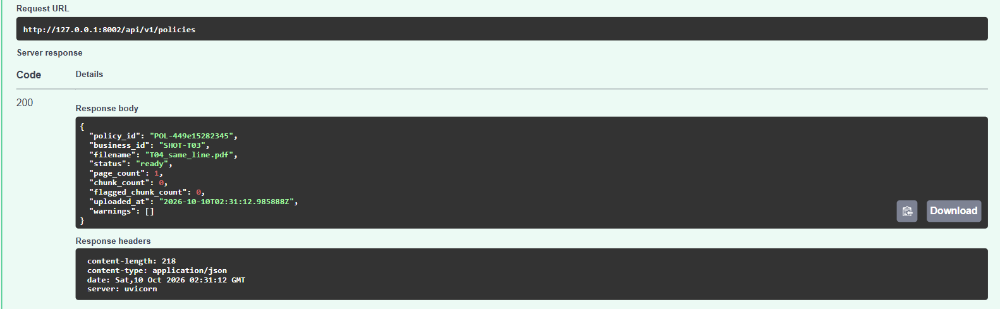 Request URL
http://127.0.0.1:8002/api/v1/policies
Server response
Code Details
200
Response body
{
"policy_id": "POL-449e15282345",
"business_id": "SHOT-T03",
"filename": "T04_same_line.pdf",
"status": "ready",
"page_count": 1,
"chunk_count": 0,
"flagged_chunk_count": 0,
"uploaded_at": "2026-10-10T02:31:12.985888Z",
"warnings": []
}
Download
Response headers
content-length: 218
content-type: application/json
date: Sat,10 Oct 2026 02:31:12 GMT
server: uvicorn